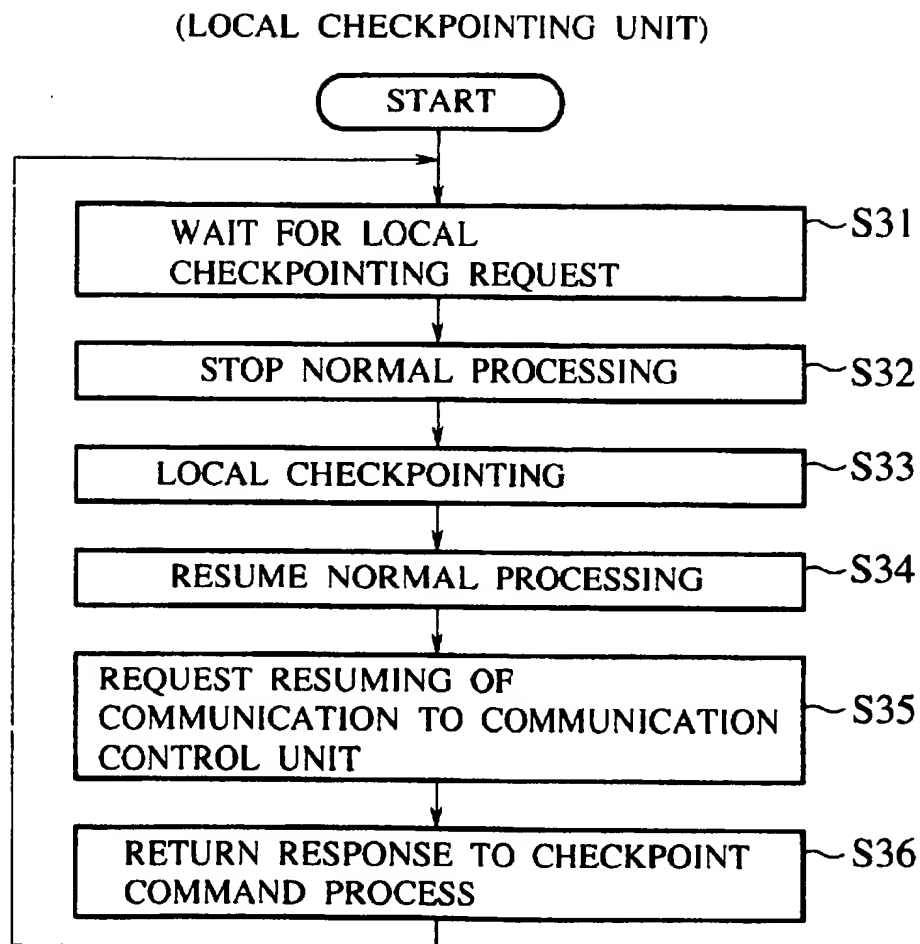 (LOCAL CHECKPOINTING UNIT)
START
WAIT FOR LOCAL
CHECKPOINTING REQUEST
S31
STOP NORMAL PROCESSING
S32
LOCAL CHECKPOINTING
S33
RESUME NORMAL PROCESSING
S34
REQUEST RESUMING OF
COMMUNICATION TO COMMUNICATION
CONTROL UNIT
S35
RETURN RESPONSE TO CHECKPOINT
COMMAND PROCESS
S36